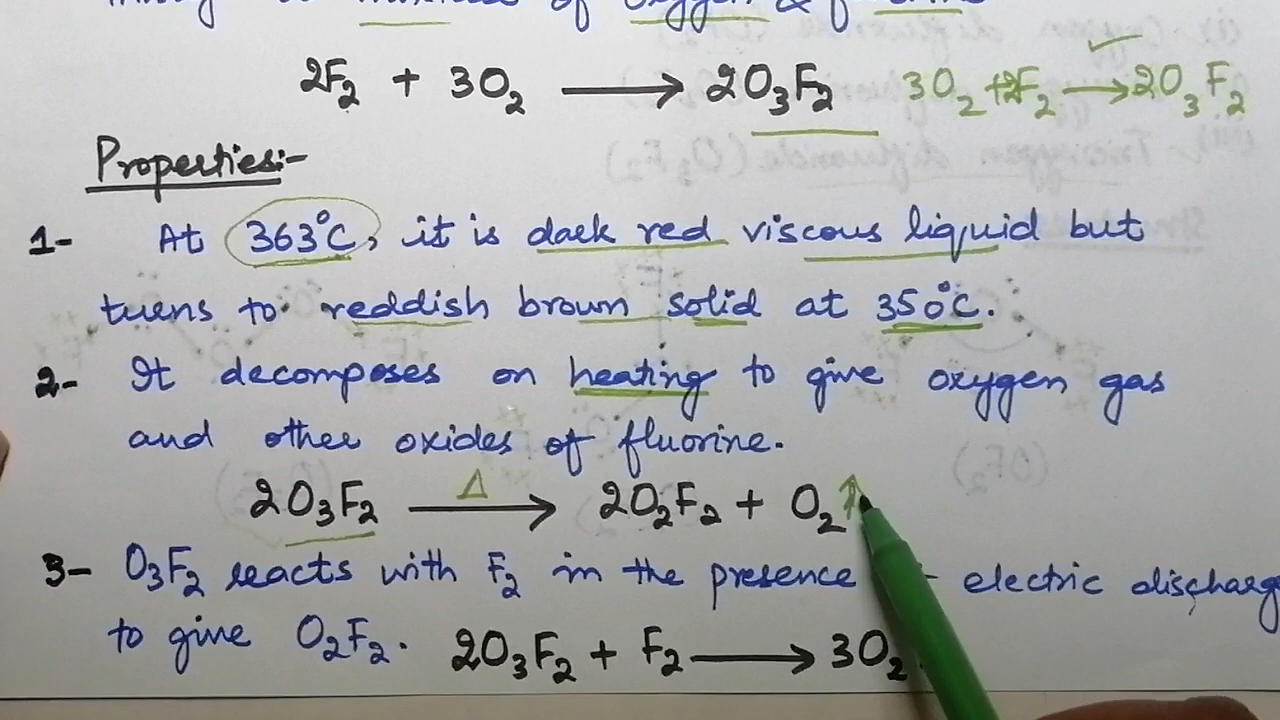 of oxygen &
2F₂ + 3O₂ ⟶ 2O₃F₂ 3O₂ + 2F₂ ⟶ 2O₃F₂
Properties:-
1- At 363°C, it is dark red viscous liquid but
turns to reddish brown solid at 350°C.
2- It decomposes on heating to give oxygen gas
and other oxides of fluorine.
2O₃F₂ —Δ⟶ 2O₂F₂ + O₂↑
3- O₃F₂ reacts with F₂ in the presence electric discharg
to give O₂F₂. 2O₃F₂ + F₂ ⟶ 3O₂